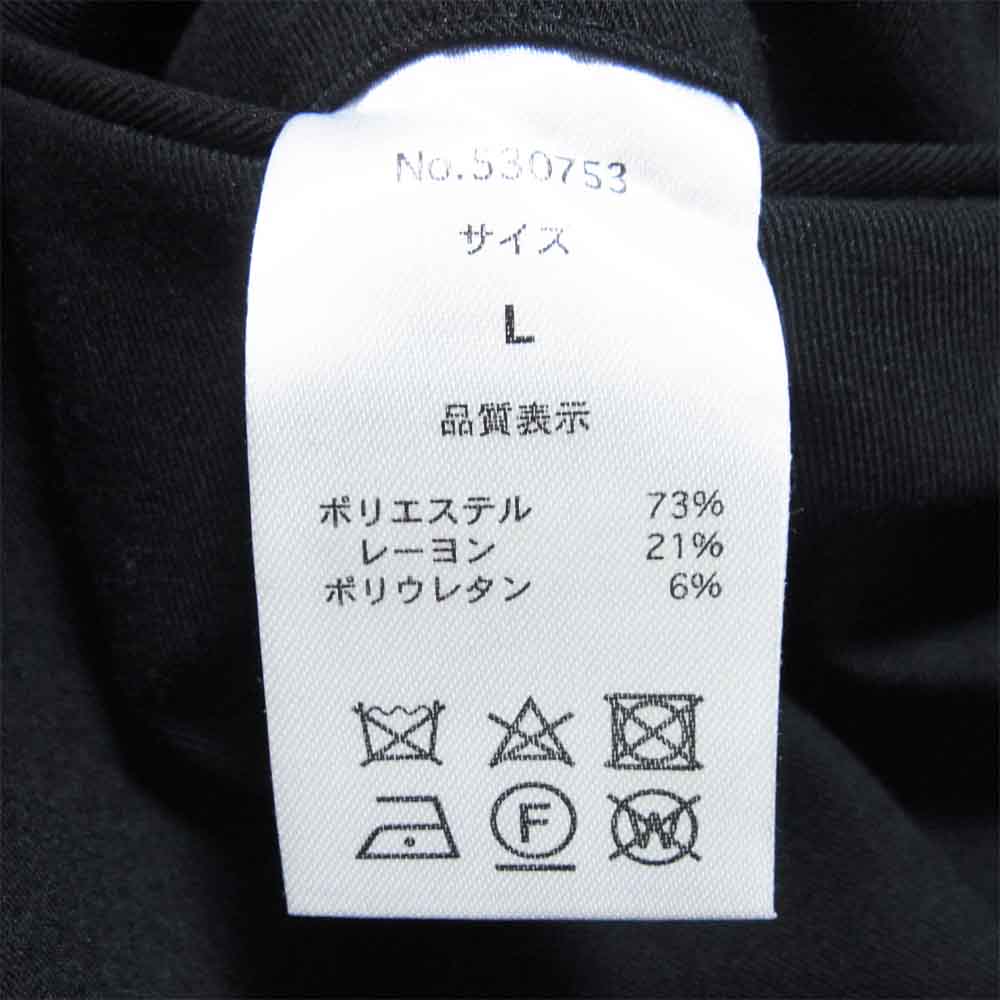 No.530753
サイズ
L
品質表示
ポリエステル 73%
レーヨン 21%
ポリウレタン 6%
F W